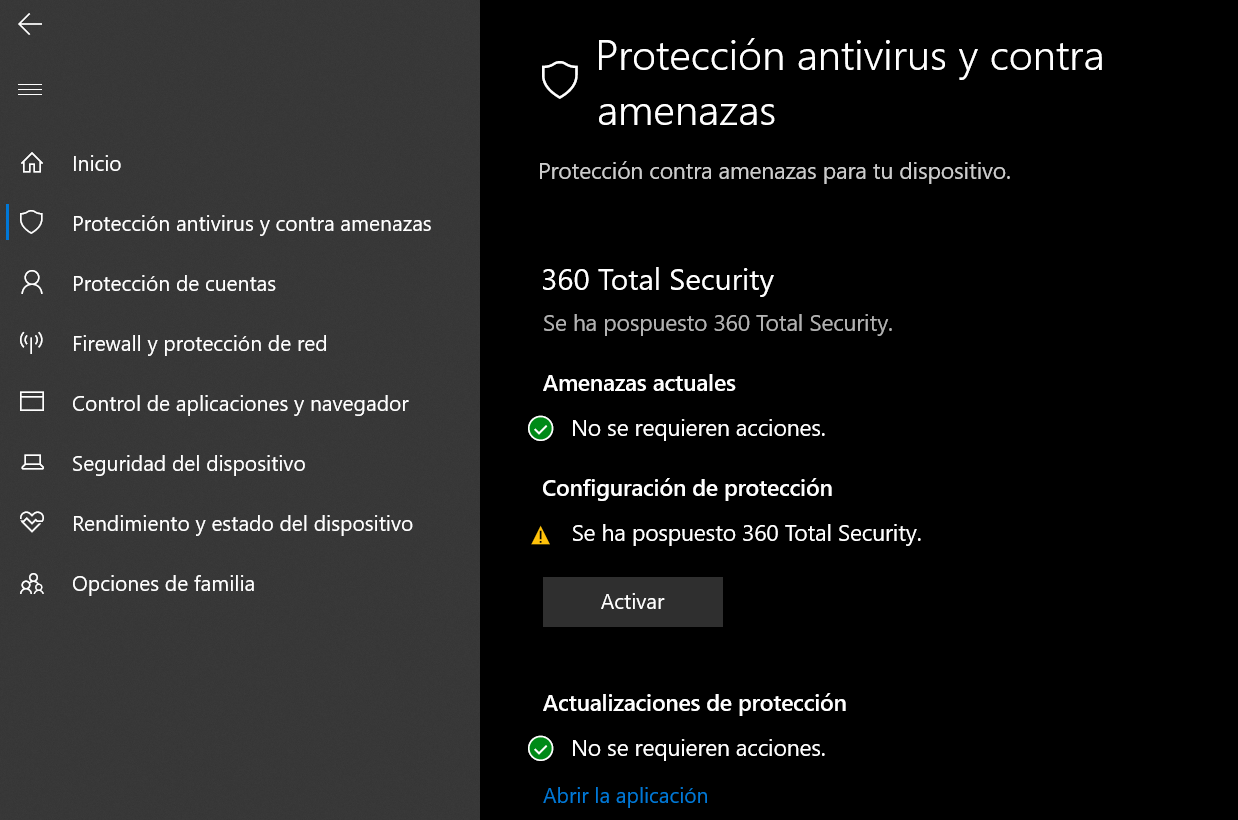 Inicio
Protección antivirus y contra amenazas
Protección de cuentas
Firewall y protección de red
Control de aplicaciones y navegador
Seguridad del dispositivo
Rendimiento y estado del dispositivo
Opciones de familia
Protección antivirus y contra
amenazas
Protección contra amenazas para tu dispositivo.
360 Total Security
Se ha pospuesto 360 Total Security.
Amenazas actuales
No se requieren acciones.
Configuración de protección
Se ha pospuesto 360 Total Security.
Activar
Actualizaciones de protección
No se requieren acciones.
Abrir la aplicación